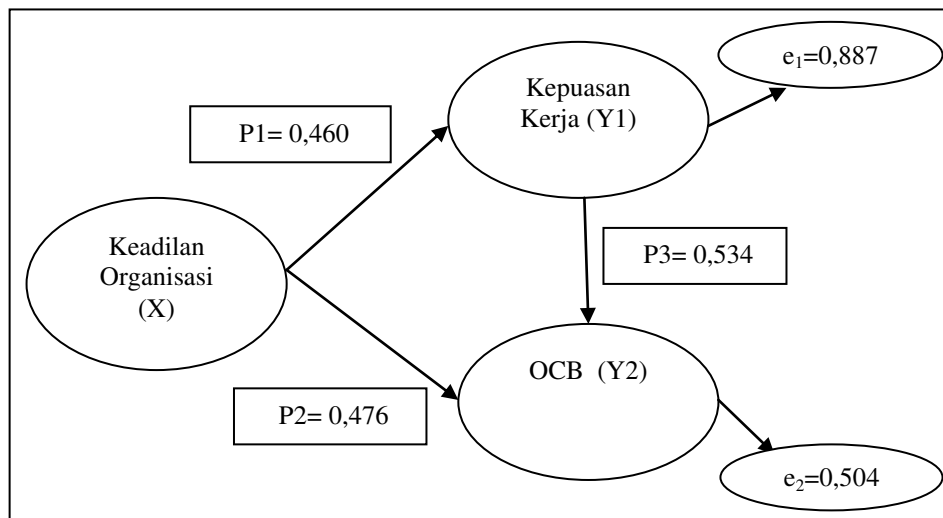 e₁=0,887
Kepuasan
Kerja (Y1)
P1= 0,460
Keadilan
Organisasi
(X)
P3= 0,534
OCB (Y2)
P2= 0,476
e₂=0,504